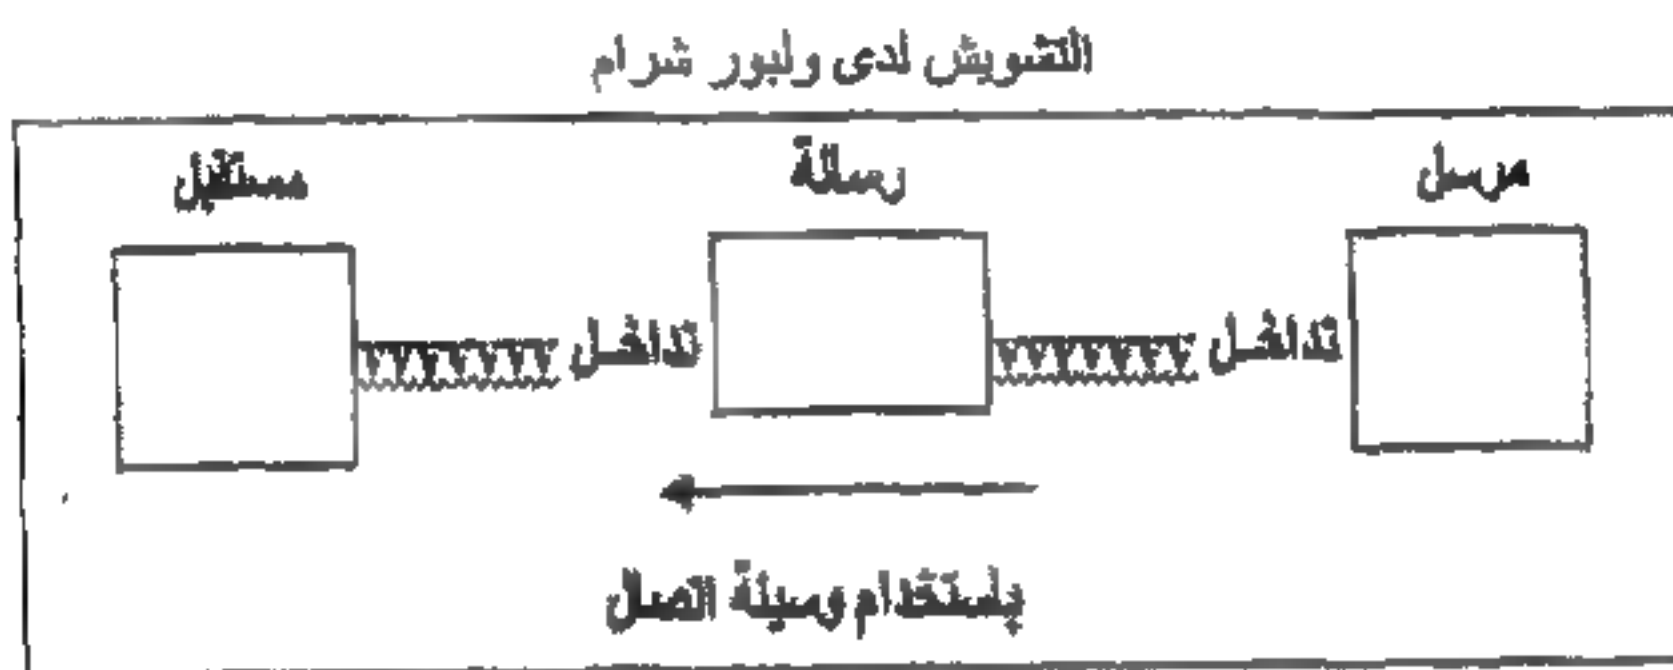 التشويش لدى ولبور شرام
مرسل رسالة مستقبل
تداخل تداخل
باستخدام وسيلة اتصال